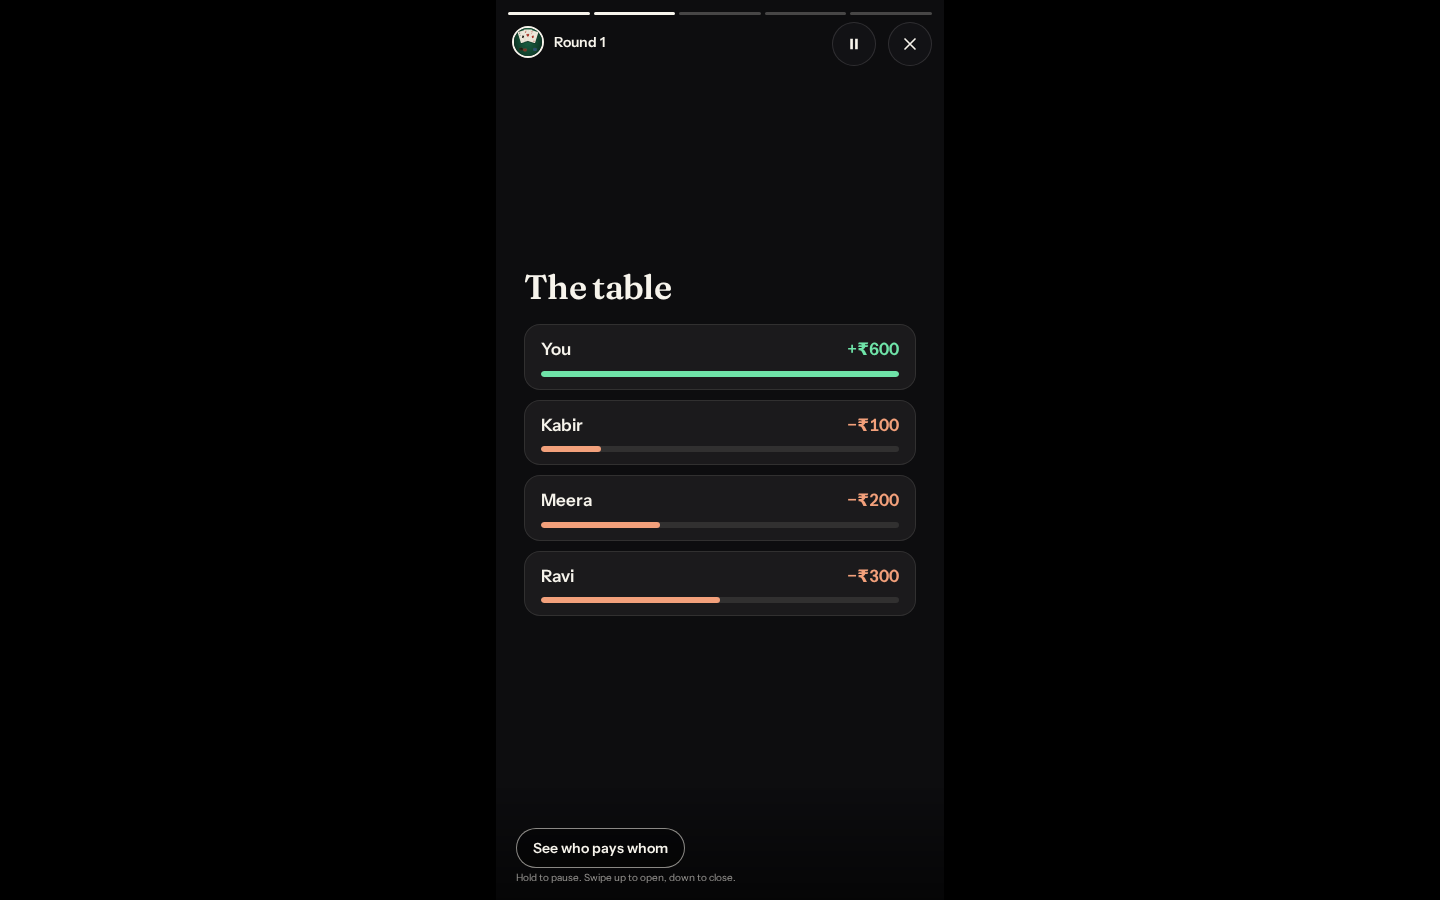 Round 1
The table
You +₹600
Kabir −₹100
Meera −₹200
Ravi −₹300
See who pays whom
Hold to pause. Swipe up to open, down to close.